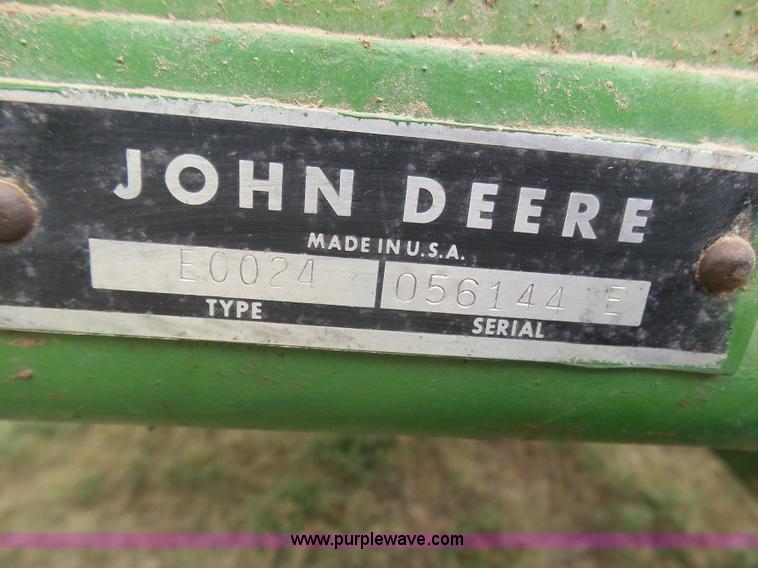 JOHN DEERE
MADE IN U.S.A.
E0024 056144 E
TYPE SERIAL
www.purplewave.com